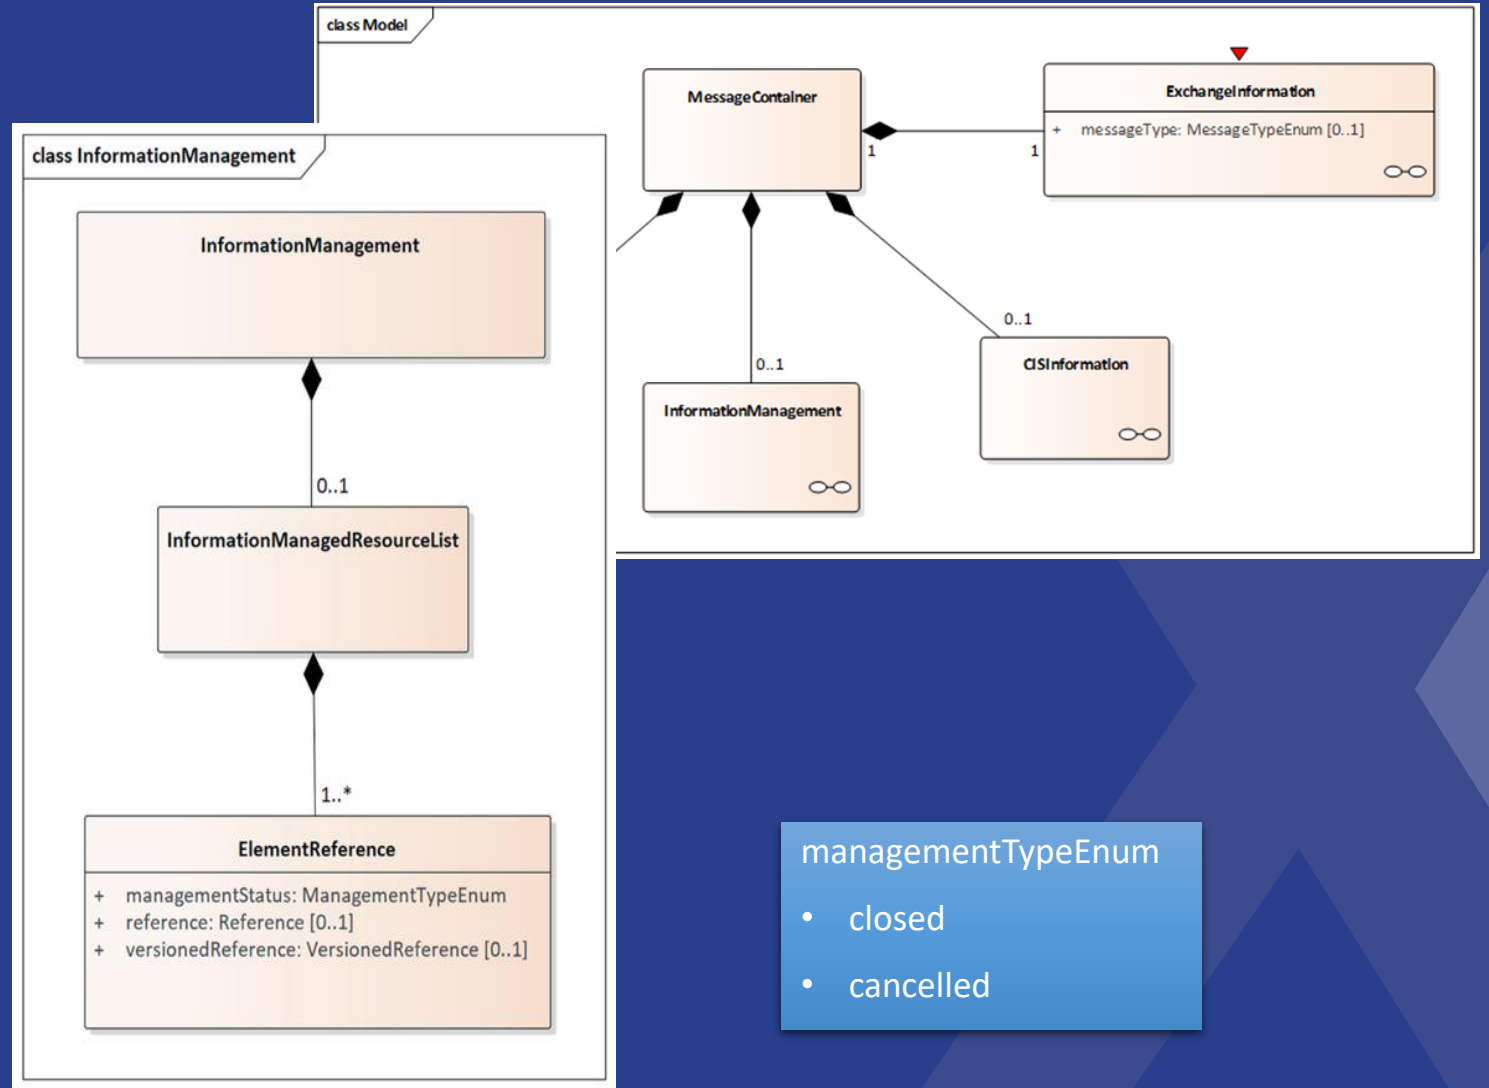 class Model
MessageContainer
1
1
ExchangeInformation
+ messageType: MessageTypeEnum [0..1]
0..1
InformationManagement
0..1
CISInformation
class InformationManagement
InformationManagement
0..1
InformationManagedResourceList
1..*
ElementReference
+ managementStatus: ManagementTypeEnum
+ reference: Reference [0..1]
+ versionedReference: VersionedReference [0..1]
managementTypeEnum
• closed
• cancelled